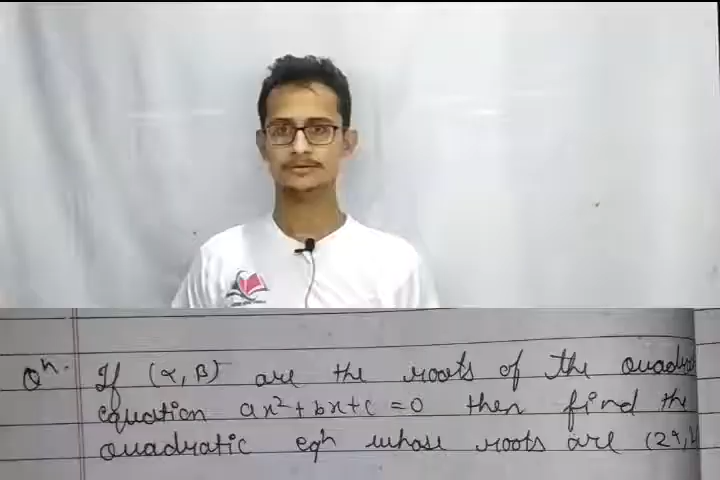 Qn. If (α, β) are the roots of the
equation ax²+bx+c = 0 then find the
quadratic eqn whose roots are (2α,